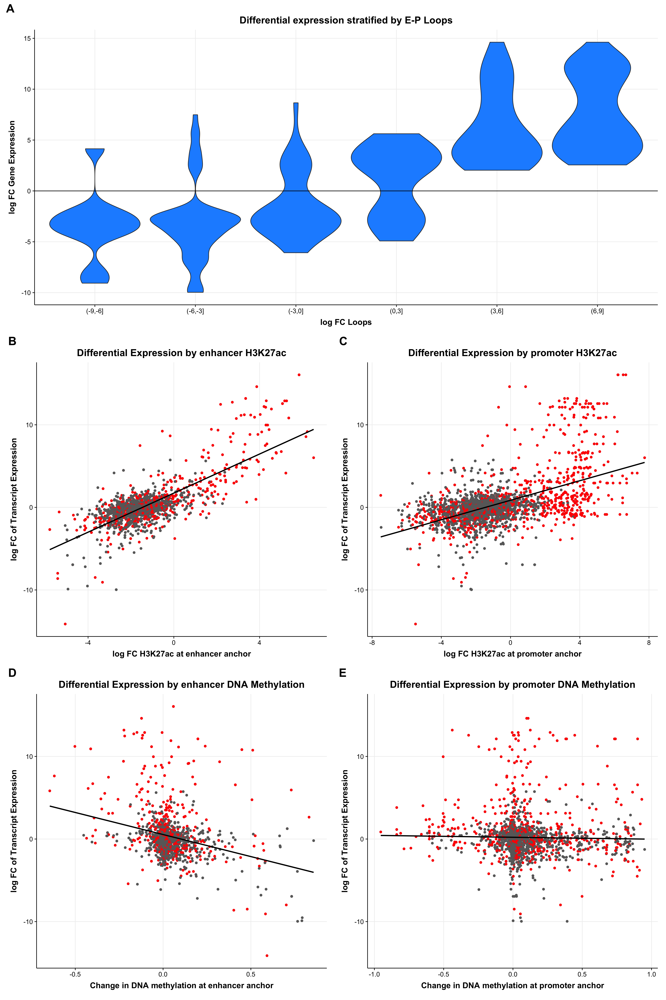 A
Differential expression stratified by E-P Loops
log FC Gene Expression
15
10
5
0
-5
-10
(-9,-6] (-6,-3] (-3,0] (0,3] (3,6] (6,9]
log FC Loops
B
Differential Expression by enhancer H3K27ac
log FC of Transcript Expression
10
0
-10
-4 0 4
log FC H3K27ac at enhancer anchor
C
Differential Expression by promoter H3K27ac
log FC of Transcript Expression
10
0
-10
-8 -4 0 4 8
log FC H3K27ac at promoter anchor
D
Differential Expression by enhancer DNA Methylation
log FC of Transcript Expression
10
0
-10
-0.5 0.0 0.5
Change in DNA methylation at enhancer anchor
E
Differential Expression by promoter DNA Methylation
log FC of Transcript Expression
10
0
-10
-1.0 -0.5 0.0 0.5 1.0
Change in DNA methylation at promoter anchor